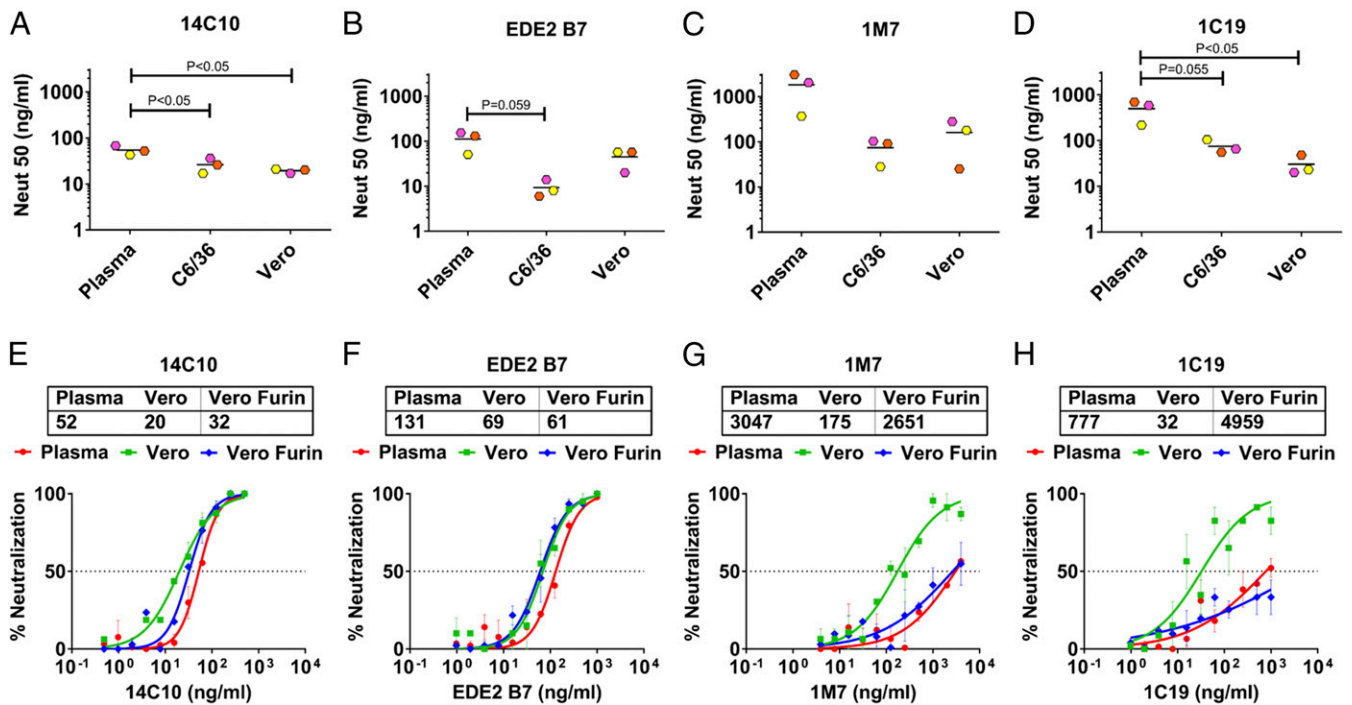 A 14C10
P<0.05
P<0.05
Neut 50 (ng/ml)
1000
100
10
1
Plasma C6/36 Vero
B EDE2 B7
P=0.059
Neut 50 (ng/ml)
1000
100
10
1
Plasma C6/36 Vero
C 1M7
Neut 50 (ng/ml)
1000
100
10
1
Plasma C6/36 Vero
D 1C19
P<0.05
P=0.055
Neut 50 (ng/ml)
1000
100
10
1
Plasma C6/36 Vero
E 14C10
Plasma Vero Vero Furin
52 20 32
Plasma Vero Vero Furin
% Neutralization
100
50
0
10-1 100 101 102 103 104
14C10 (ng/ml)
F EDE2 B7
Plasma Vero Vero Furin
131 69 61
Plasma Vero Vero Furin
% Neutralization
100
50
0
10-1 100 101 102 103 104
EDE2 B7 (ng/ml)
G 1M7
Plasma Vero Vero Furin
3047 175 2651
Plasma Vero Vero Furin
% Neutralization
100
50
0
10-1 100 101 102 103 104
1M7 (ng/ml)
H 1C19
Plasma Vero Vero Furin
777 32 4959
Plasma Vero Vero Furin
% Neutralization
100
50
0
10-1 100 101 102 103 104
1C19 (ng/ml)